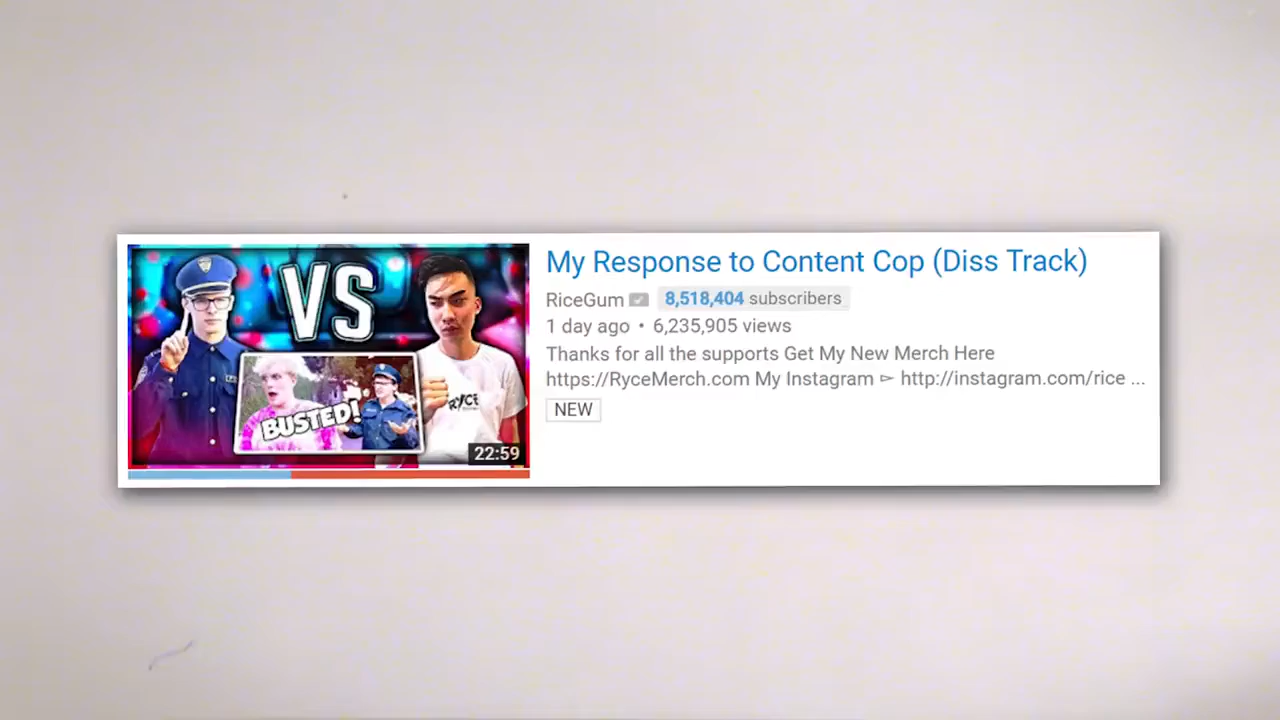 VS
BUSTED!
RYCE
22:59
My Response to Content Cop (Diss Track)
RiceGum 8,518,404 subscribers
1 day ago • 6,235,905 views
Thanks for all the supports Get My New Merch Here
https://RyceMerch.com My Instagram ► http://instagram.com/rice ...
NEW